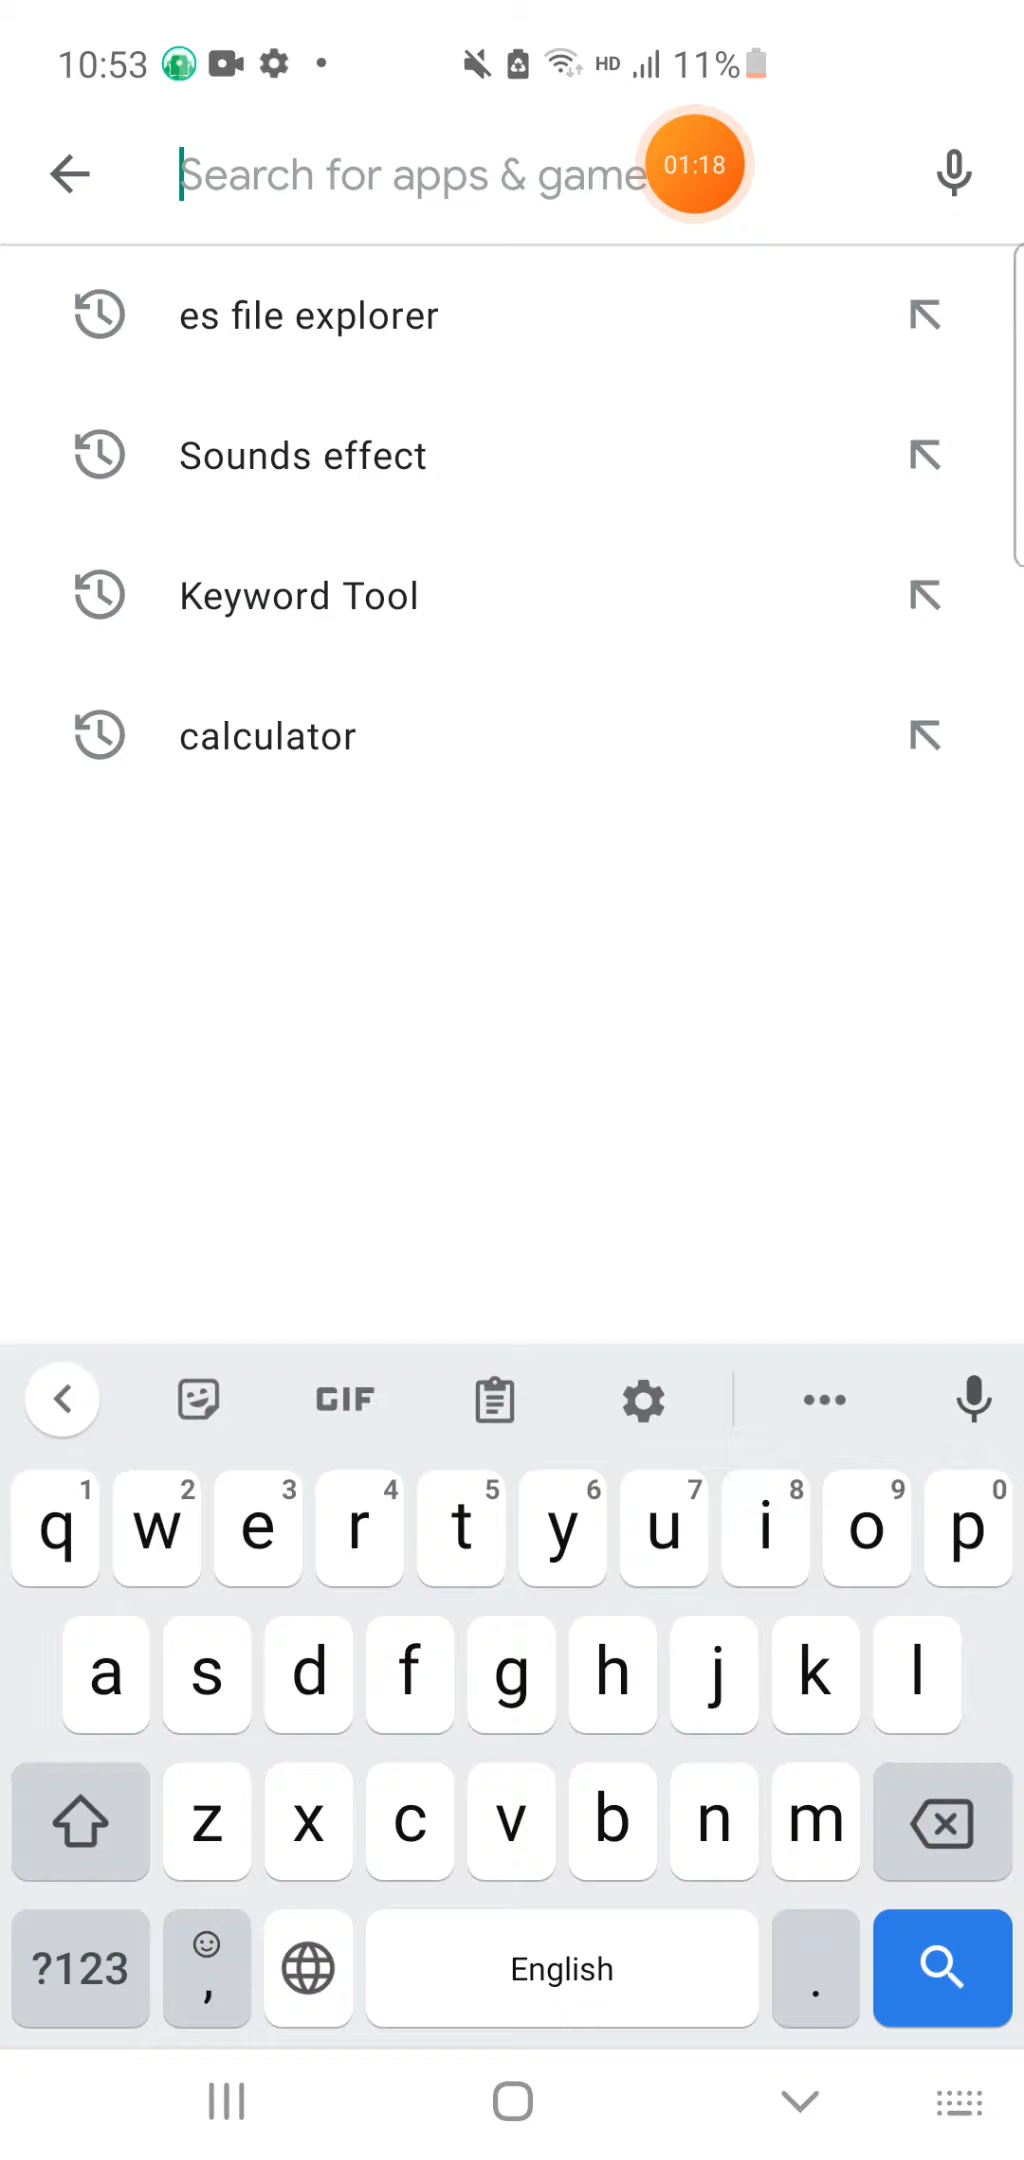 10:53 HD 11%
Search for apps & game 01:18
es file explorer
Sounds effect
Keyword Tool
calculator
GIF
1 2 3 4 5 6 7 8 9 0
q w e r t y u i o p
a s d f g h j k l
z x c v b n m
?123 , English .